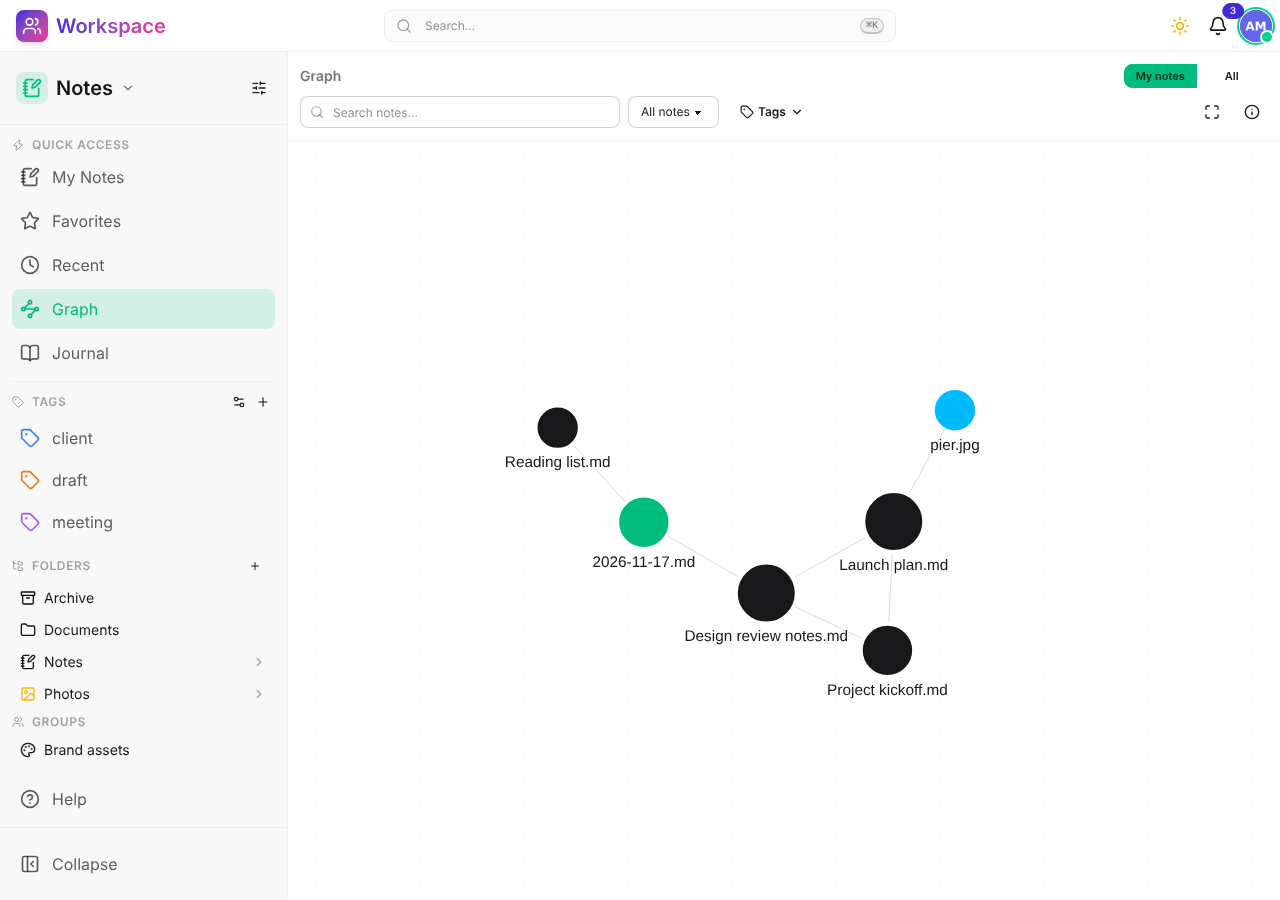 Workspace
Search...
⌘K
3
AM
Notes
QUICK ACCESS
My Notes
Favorites
Recent
Graph
Journal
TAGS
client
draft
meeting
FOLDERS
Archive
Documents
Notes
Photos
GROUPS
Brand assets
Help
Collapse
Graph
My notes
All
Search notes...
All notes
Tags
Reading list.md
pier.jpg
2026-11-17.md
Launch plan.md
Design review notes.md
Project kickoff.md